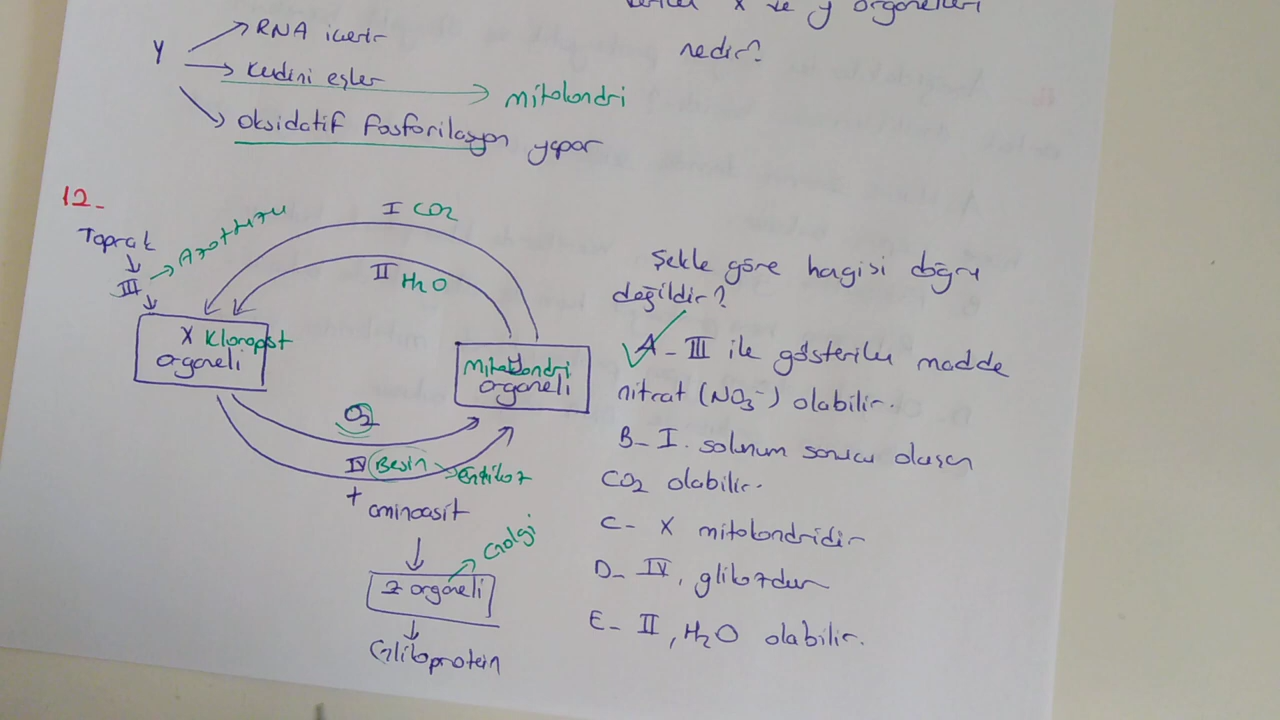 x ve y organelleri
nedir?
Y
RNA içerir
Kendini eşler
mitokondri
oksidatif fosforilasyon yapar
12-
Toprak
III
Azot
I CO2
II H2O
X Kloroplast
organeli
Mitokondri
Y
organeli
O2
IV Besin
+
aminoasit
Golgi
Z organeli
Glikoprotein
Şekle göre hangisi doğru
değildir?
A- III ile gösterilen madde
nitrat (NO3-) olabilir.
B- I. solunum sonucu oluşan
CO2 olabilir.
C- X mitokondridir
D- IV, glikozdur
E- II, H2O olabilir.